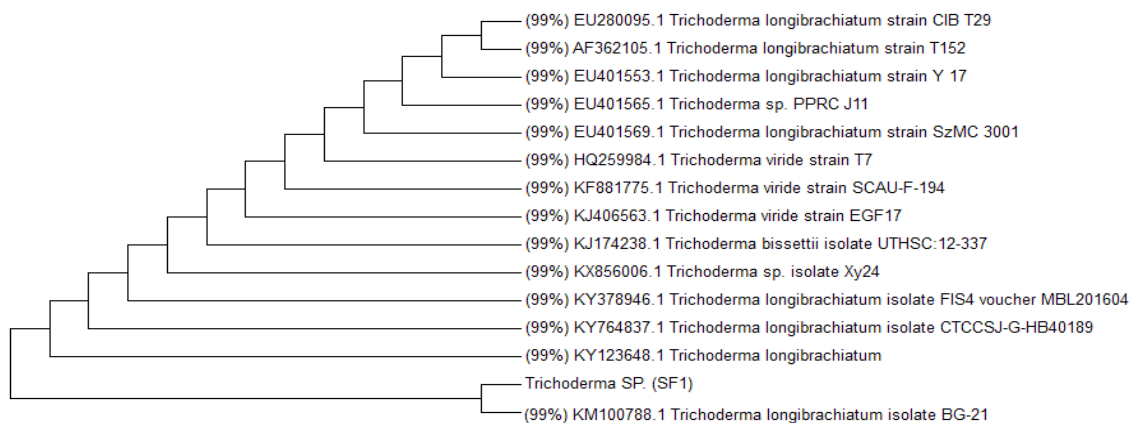 (99%) EU280095.1 Trichoderma longibrachiatum strain CIB T29
(99%) AF362105.1 Trichoderma longibrachiatum strain T152
(99%) EU401553.1 Trichoderma longibrachiatum strain Y 17
(99%) EU401565.1 Trichoderma sp. PPRC J11
(99%) EU401569.1 Trichoderma longibrachiatum strain SzMC 3001
(99%) HQ259984.1 Trichoderma viride strain T7
(99%) KF881775.1 Trichoderma viride strain SCAU-F-194
(99%) KJ406563.1 Trichoderma viride strain EGF17
(99%) KJ174238.1 Trichoderma bissettii isolate UTHSC:12-337
(99%) KX856006.1 Trichoderma sp. isolate Xy24
(99%) KY378946.1 Trichoderma longibrachiatum isolate FIS4 voucher MBL201604
(99%) KY764837.1 Trichoderma longibrachiatum isolate CTCCSJ-G-HB40189
(99%) KY123648.1 Trichoderma longibrachiatum
Trichoderma SP. (SF1)
(99%) KM100788.1 Trichoderma longibrachiatum isolate BG-21